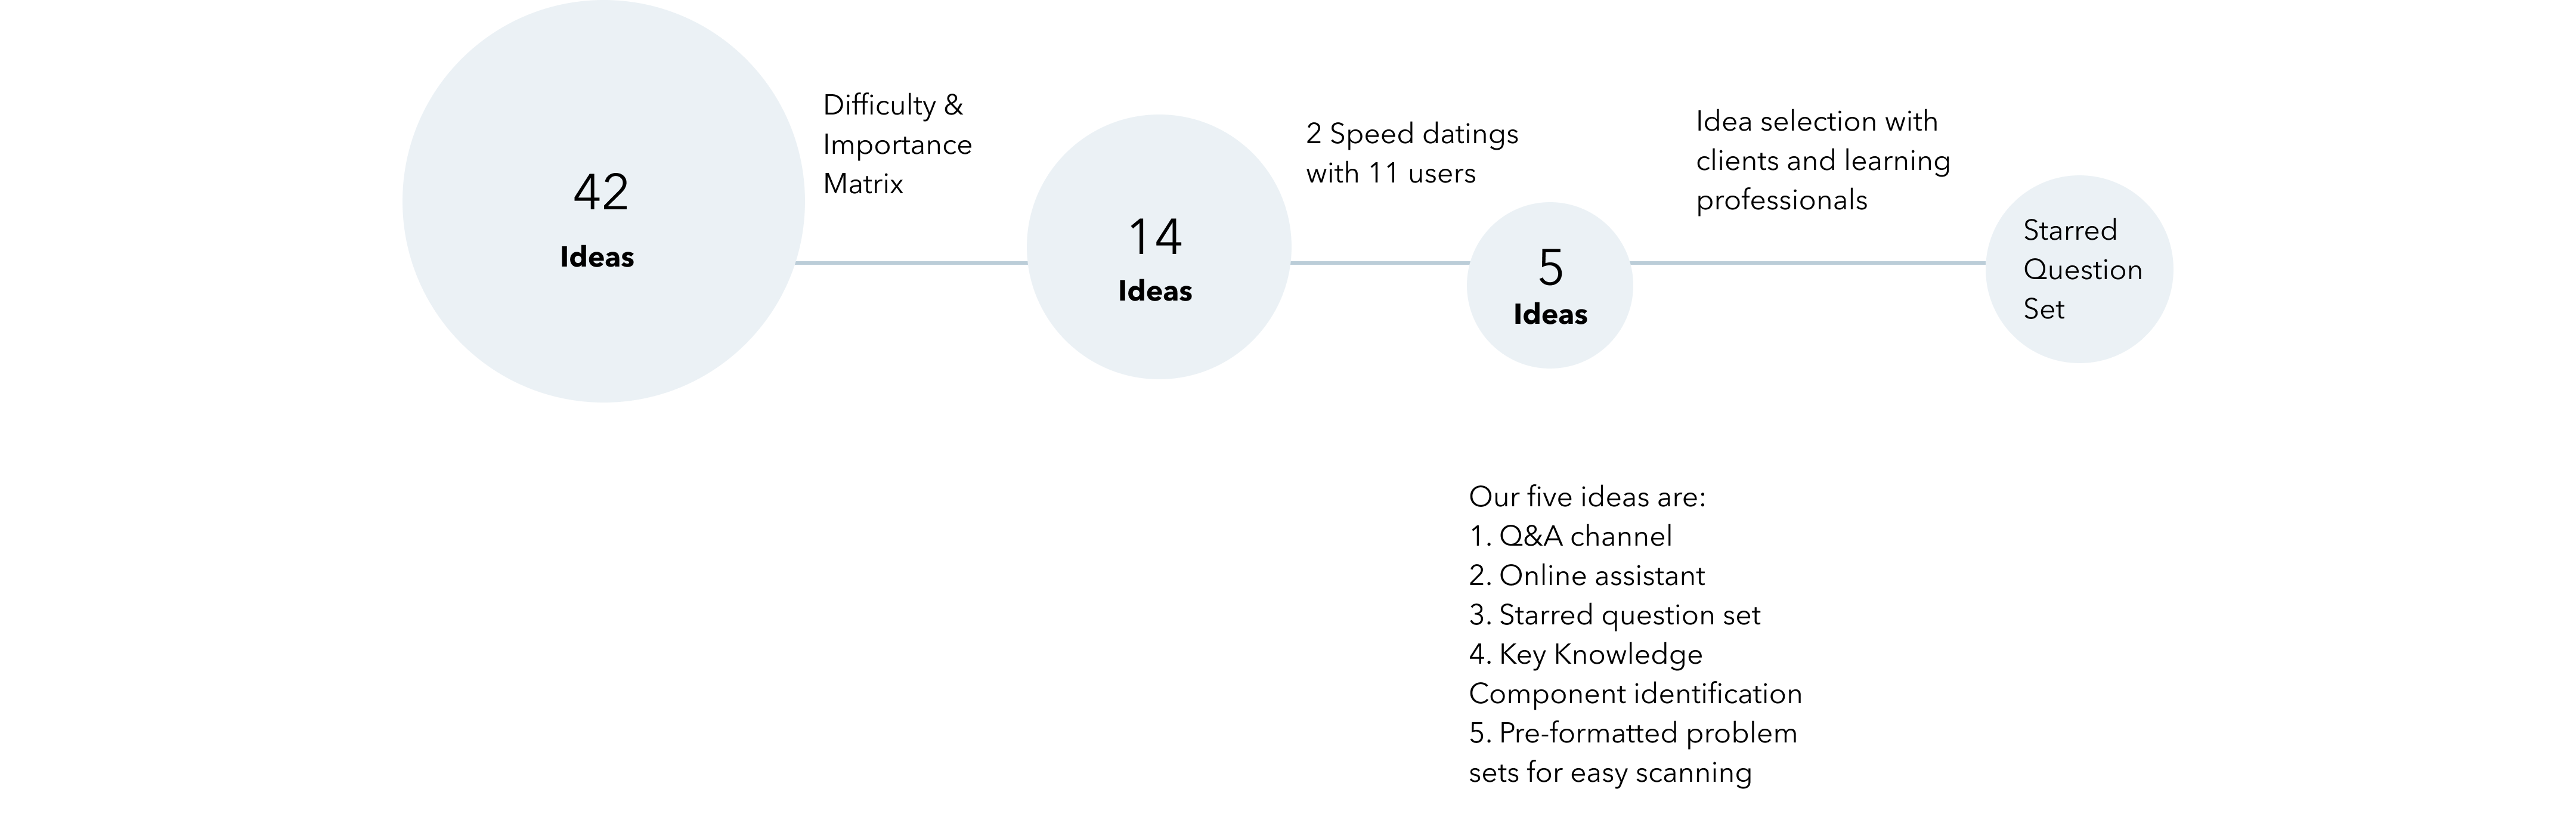 42
Ideas
Difficulty &
Importance
Matrix
14
Ideas
2 Speed datings
with 11 users
5
Ideas
Idea selection with
clients and learning
professionals
Starred
Question
Set
Our five ideas are:
1. Q&A channel
2. Online assistant
3. Starred question set
4. Key Knowledge
Component identification
5. Pre-formatted problem
sets for easy scanning